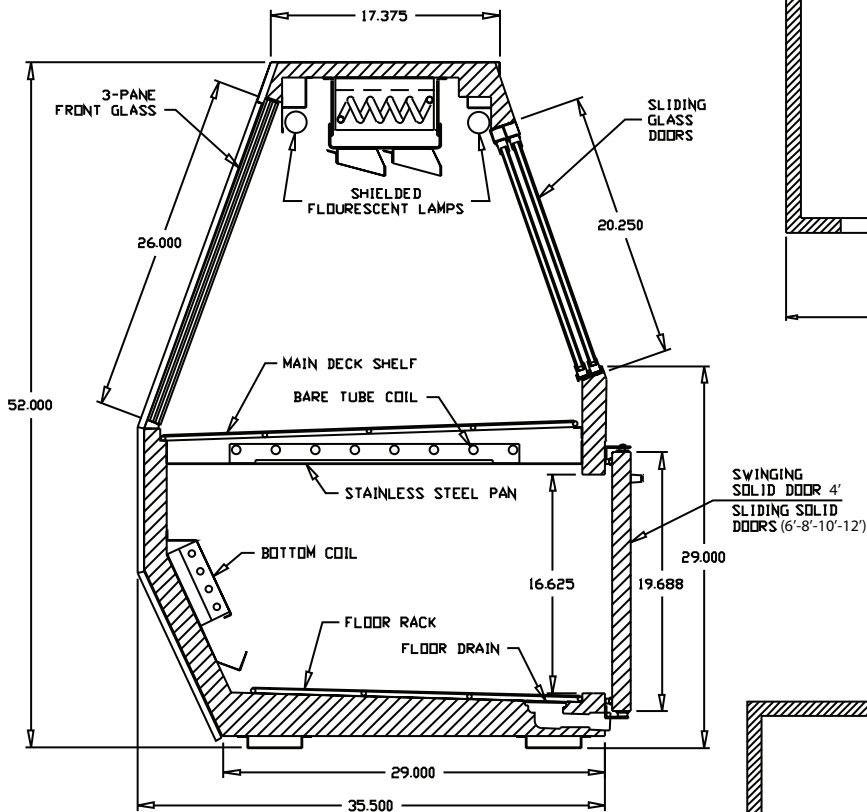 17.375
3-PANE
FRONT GLASS
SLIDING
GLASS
DOORS
SHIELDED
FLOURESCENT LAMPS
26.000
20.250
MAIN DECK SHELF
BARE TUBE COIL
52.000
STAINLESS STEEL PAN
SWINGING
SOLID DOOR 4'
SLIDING SOLID
DOORS (6'-8'-10'-12')
BOTTOM COIL
29.000
16.625
19.688
FLOOR RACK
FLOOR DRAIN
29.000
35.500